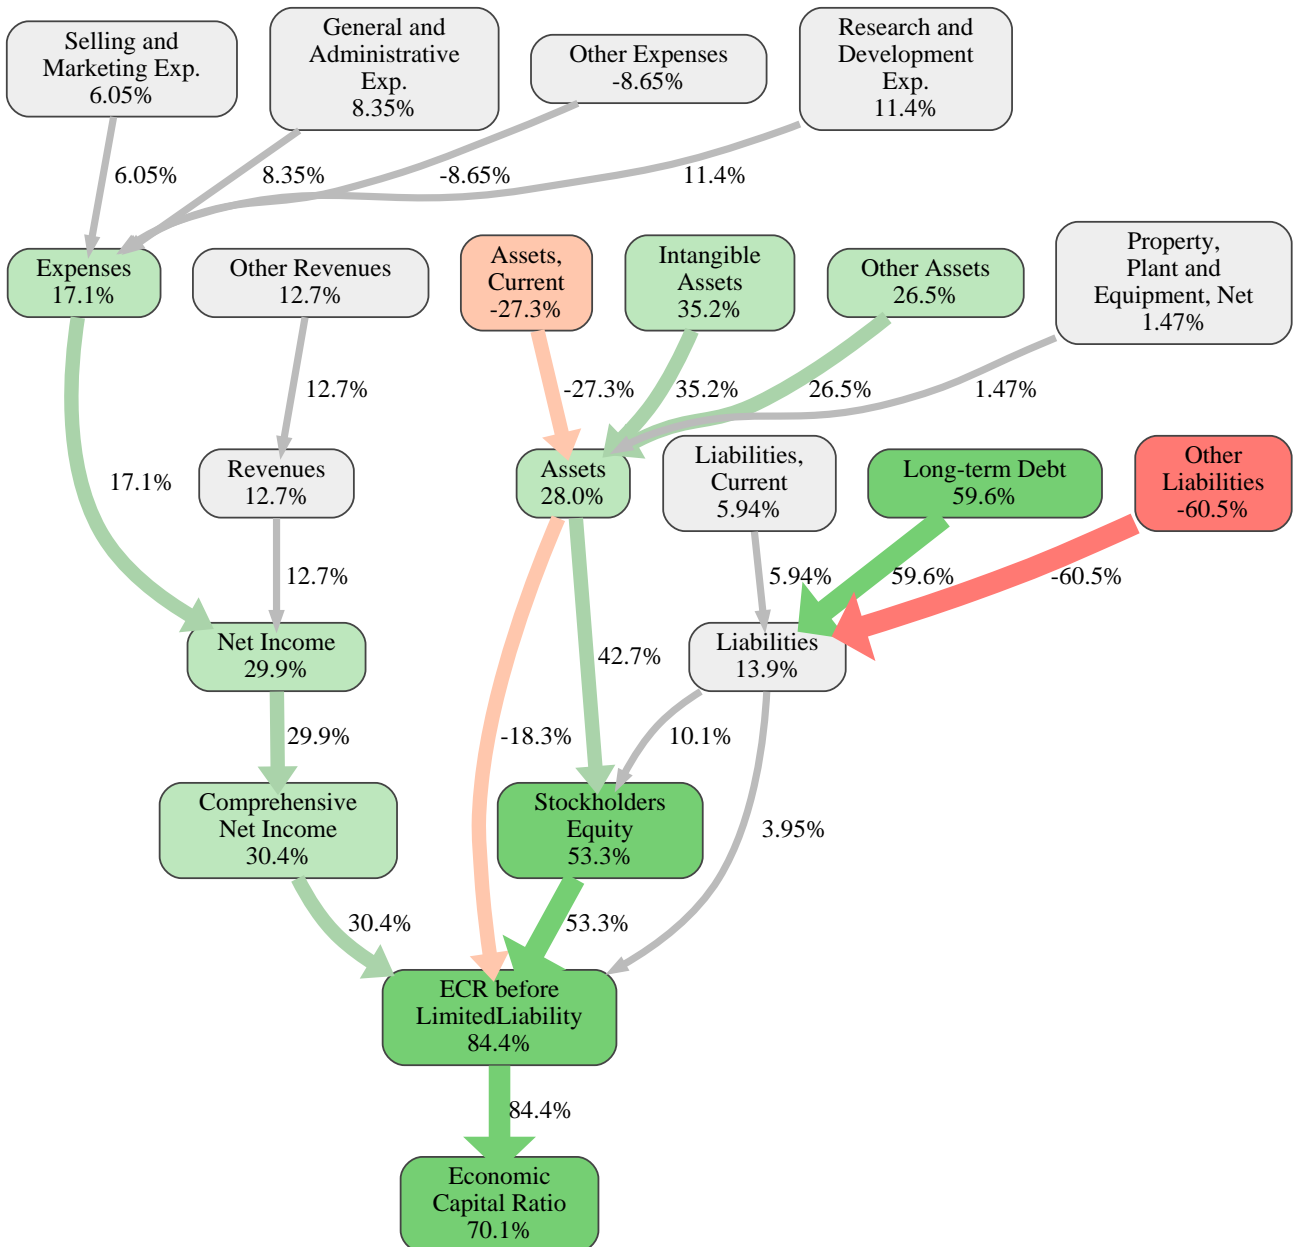 Selling and
Marketing Exp.
6.05%
General and
Administrative
Exp.
8.35%
Other Expenses
-8.65%
Research and
Development
Exp.
11.4%
6.05%
8.35%
-8.65%
11.4%
Expenses
17.1%
Other Revenues
12.7%
Assets,
Current
-27.3%
Intangible
Assets
35.2%
Other Assets
26.5%
Property,
Plant and
Equipment, Net
1.47%
12.7%
-27.3%
35.2%
26.5%
1.47%
17.1%
Revenues
12.7%
Assets
28.0%
Liabilities,
Current
5.94%
Long-term Debt
59.6%
Other
Liabilities
-60.5%
12.7%
5.94%
59.6%
-60.5%
Net Income
29.9%
42.7%
Liabilities
13.9%
29.9%
-18.3%
10.1%
Comprehensive
Net Income
30.4%
Stockholders
Equity
53.3%
3.95%
30.4%
53.3%
ECR before
LimitedLiability
84.4%
84.4%
Economic
Capital Ratio
70.1%